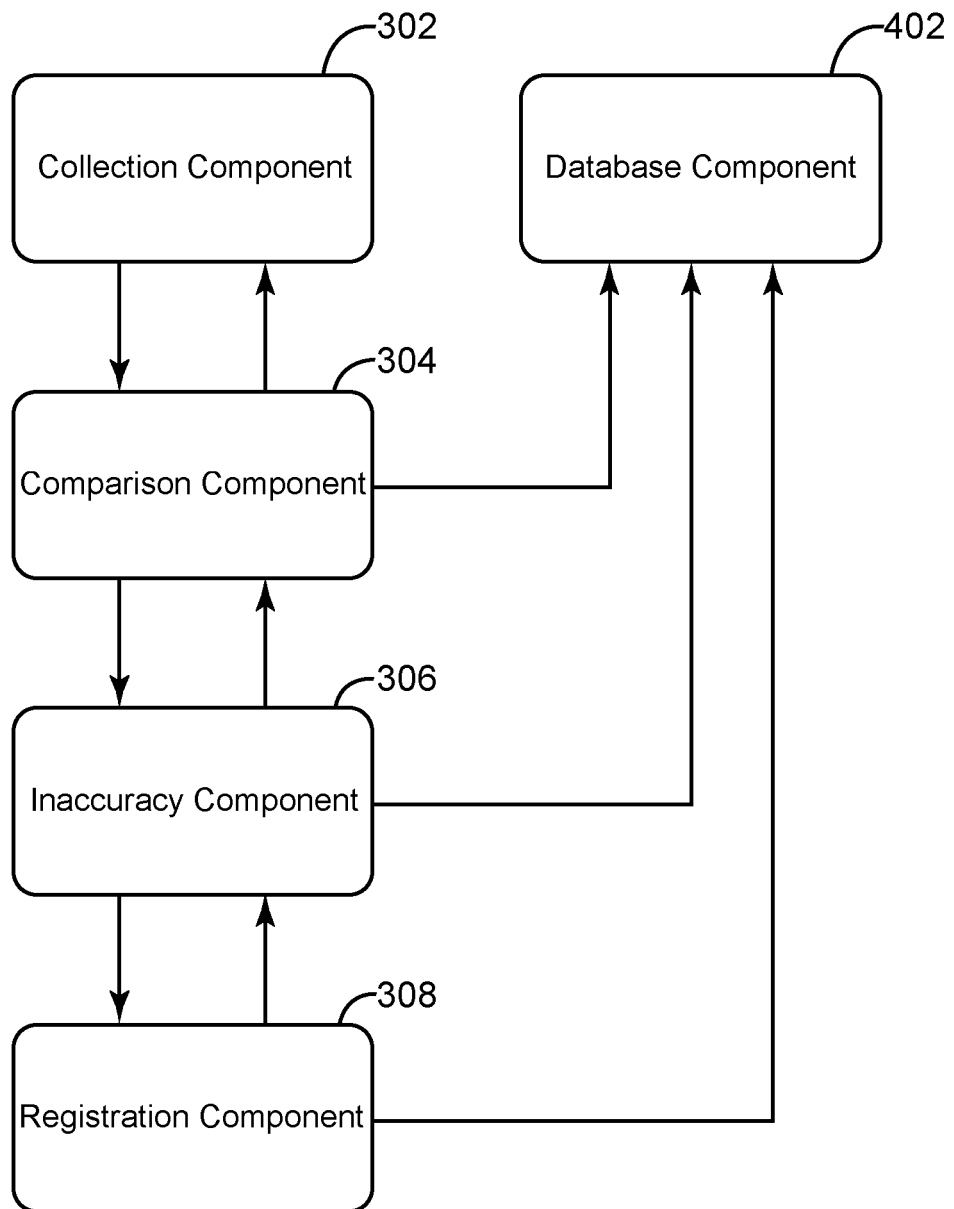 302
402
Collection Component
Database Component
304
Comparison Component
306
Inaccuracy Component
308
Registration Component